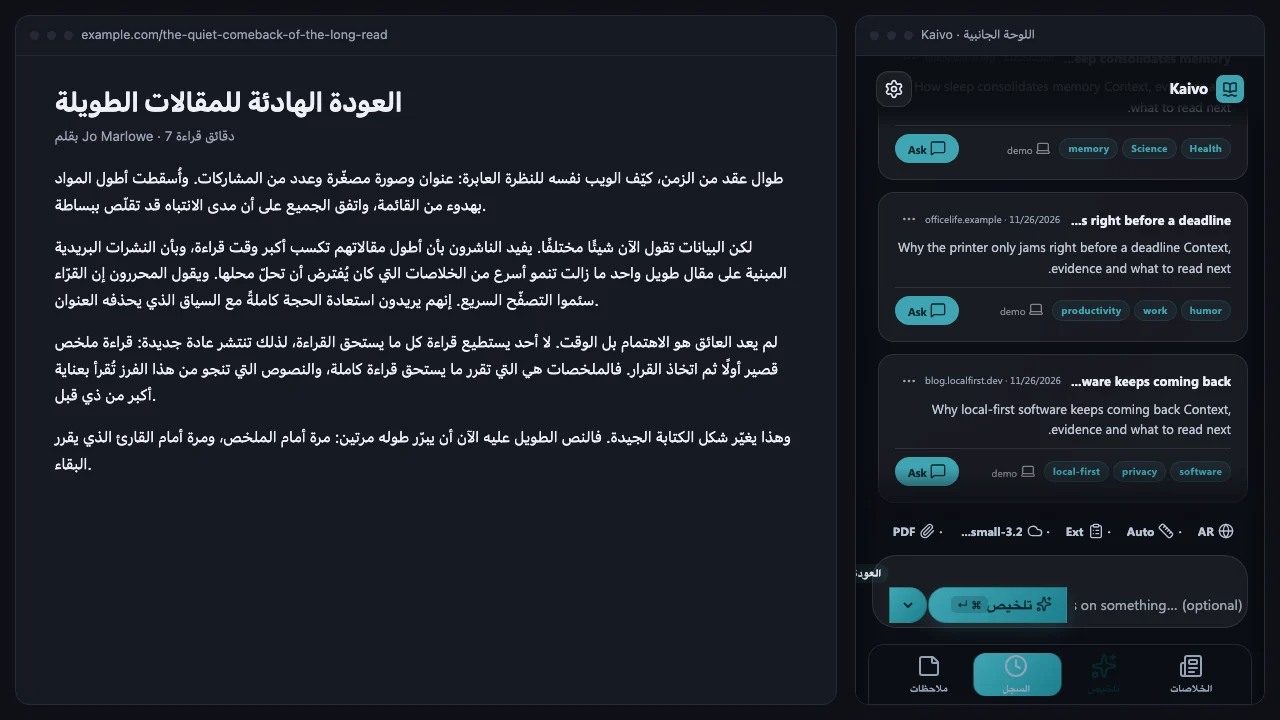 example.com/the-quiet-comeback-of-the-long-read
العودة الهادئة للمقالات الطويلة
بقلم Jo Marlowe · 7 دقائق قراءة
طوال عقد من الزمن، كيّف الويب نفسه للنظرة العابرة: عنوان وصورة مصغّرة وعدد من المشاركات. وأُسقطت أطول المواد
بهدوء من القائمة، واتفق الجميع على أن مدى الانتباه قد تقلّص ببساطة.
لكن البيانات تقول الآن شيئًا مختلفًا. يفيد الناشرون بأن أطول مقالاتهم تكسب أكبر وقت قراءة، وبأن النشرات البريدية
المبنية على مقال طويل واحد ما زالت تنمو أسرع من الخلاصات التي كان يُفترض أن تحلّ محلها. ويقول المحررون إن القرّاء
سئموا التصفّح السريع. إنهم يريدون استعادة الحجة كاملةً مع السياق الذي يحذفه العنوان.
لم يعد العائق هو الاهتمام بل الوقت. لا أحد يستطيع قراءة كل ما يستحق القراءة، لذلك تنتشر عادة جديدة: قراءة ملخص
قصير أولًا ثم اتخاذ القرار. فالملخصات هي التي تقرر ما يستحق قراءة كاملة، والنصوص التي تنجو من هذا الفرز تُقرأ بعناية
أكبر من ذي قبل.
وهذا يغيّر شكل الكتابة الجيدة. فالنص الطويل عليه الآن أن يبرّر طوله مرتين: مرة أمام الملخص، ومرة أمام القارئ الذي يقرر
البقاء.
Kaivo · اللوحة الجانبية
...eep consolidates memory
Kaivo
How sleep consolidates memory Context, ev
what to read next.
Health Science memory demo Ask
...s right before a deadline officelife.example · 11/26/2026 ...
Why the printer only jams right before a deadline Context,
evidence and what to read next.
humor work productivity demo Ask
...ware keeps coming back blog.localfirst.dev · 11/26/2026 ...
Why local-first software keeps coming back Context,
evidence and what to read next.
software privacy local-first demo Ask
AR · Auto · Ext · small-3.2... · PDF
العودة
s on something... (optional) تلخيص ⌘ ↵
الخلاصات تلخيص السجل ملاحظات